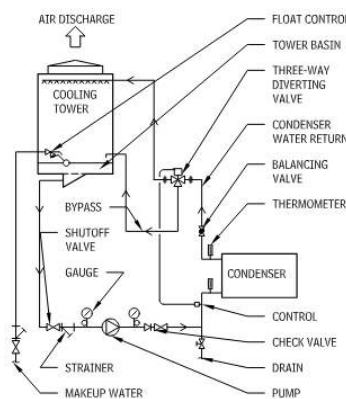 AIR DISCHARGE
FLOAT CONTROL
TOWER BASIN
COOLING
TOWER
THREE-WAY
DIVERTING
VALVE
CONDENSER
WATER RETURN
BALANCING
VALVE
BYPASS
THERMOMETER
SHUTOFF
VALVE
GAUGE
CONDENSER
CONTROL
CHECK VALVE
STRAINER
DRAIN
MAKEUP WATER
PUMP